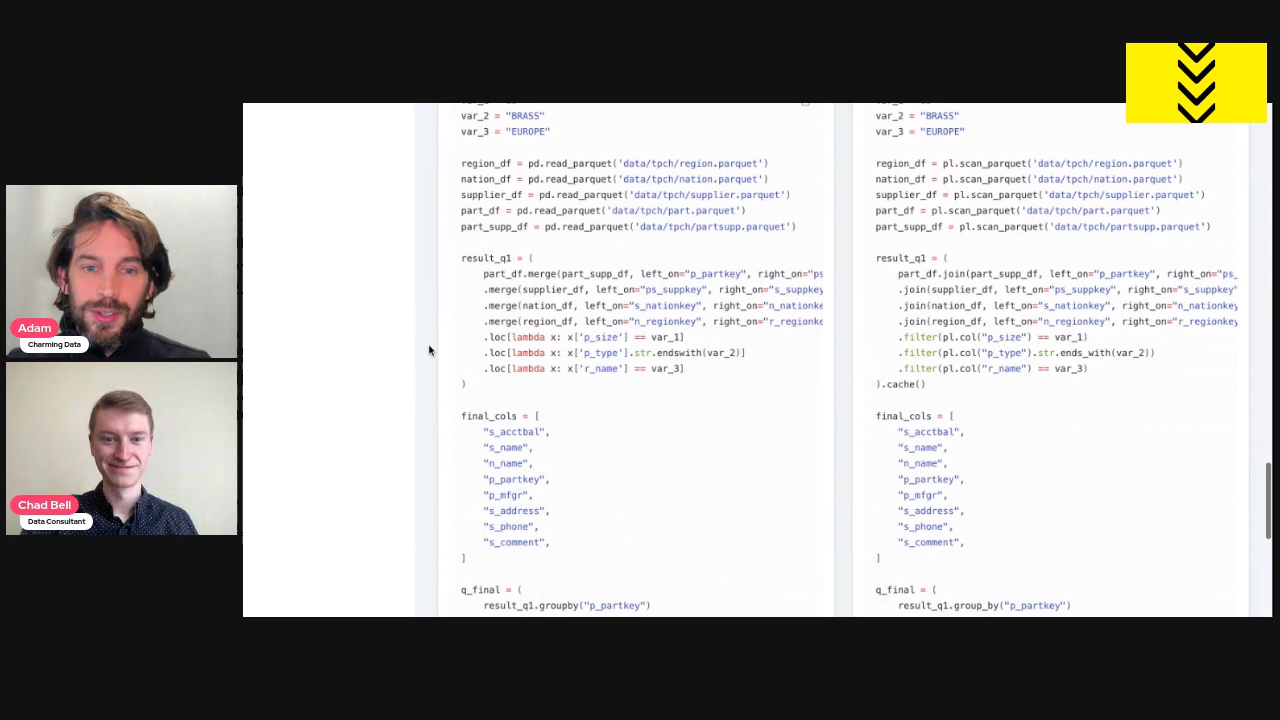 var_2 = "BRASS"
var_3 = "EUROPE"
region_df = pd.read_parquet('data/tpch/region.parquet')
nation_df = pd.read_parquet('data/tpch/nation.parquet')
supplier_df = pd.read_parquet('data/tpch/supplier.parquet')
part_df = pd.read_parquet('data/tpch/part.parquet')
part_supp_df = pd.read_parquet('data/tpch/partsupp.parquet')
result_q1 = (
part_df.merge(part_supp_df, left_on="p_partkey", right_on="ps
.merge(supplier_df, left_on="ps_suppkey", right_on="s_suppkey
.merge(nation_df, left_on="s_nationkey", right_on="n_nationke
.merge(region_df, left_on="n_regionkey", right_on="r_regionke
.loc[lambda x: x['p_size'] == var_1]
.loc[lambda x: x['p_type'].str.endswith(var_2)]
.loc[lambda x: x['r_name'] == var_3]
)
final_cols = [
"s_acctbal",
"s_name",
"n_name",
"p_partkey",
"p_mfgr",
"s_address",
"s_phone",
"s_comment",
]
q_final = (
result_q1.groupby("p_partkey")
var_2 = "BRASS"
var_3 = "EUROPE"
region_df = pl.scan_parquet('data/tpch/region.parquet')
nation_df = pl.scan_parquet('data/tpch/nation.parquet')
supplier_df = pl.scan_parquet('data/tpch/supplier.parquet')
part_df = pl.scan_parquet('data/tpch/part.parquet')
part_supp_df = pl.scan_parquet('data/tpch/partsupp.parquet')
result_q1 = (
part_df.join(part_supp_df, left_on="p_partkey", right_on="ps_
.join(supplier_df, left_on="ps_suppkey", right_on="s_suppkey"
.join(nation_df, left_on="s_nationkey", right_on="n_nationkey
.join(region_df, left_on="n_regionkey", right_on="r_regionkey
.filter(pl.col("p_size") == var_1)
.filter(pl.col("p_type").str.ends_with(var_2))
.filter(pl.col("r_name") == var_3)
).cache()
final_cols = [
"s_acctbal",
"s_name",
"n_name",
"p_partkey",
"p_mfgr",
"s_address",
"s_phone",
"s_comment",
]
q_final = (
result_q1.group_by("p_partkey")
Adam
Charming Data
Chad Bell
Data Consultant